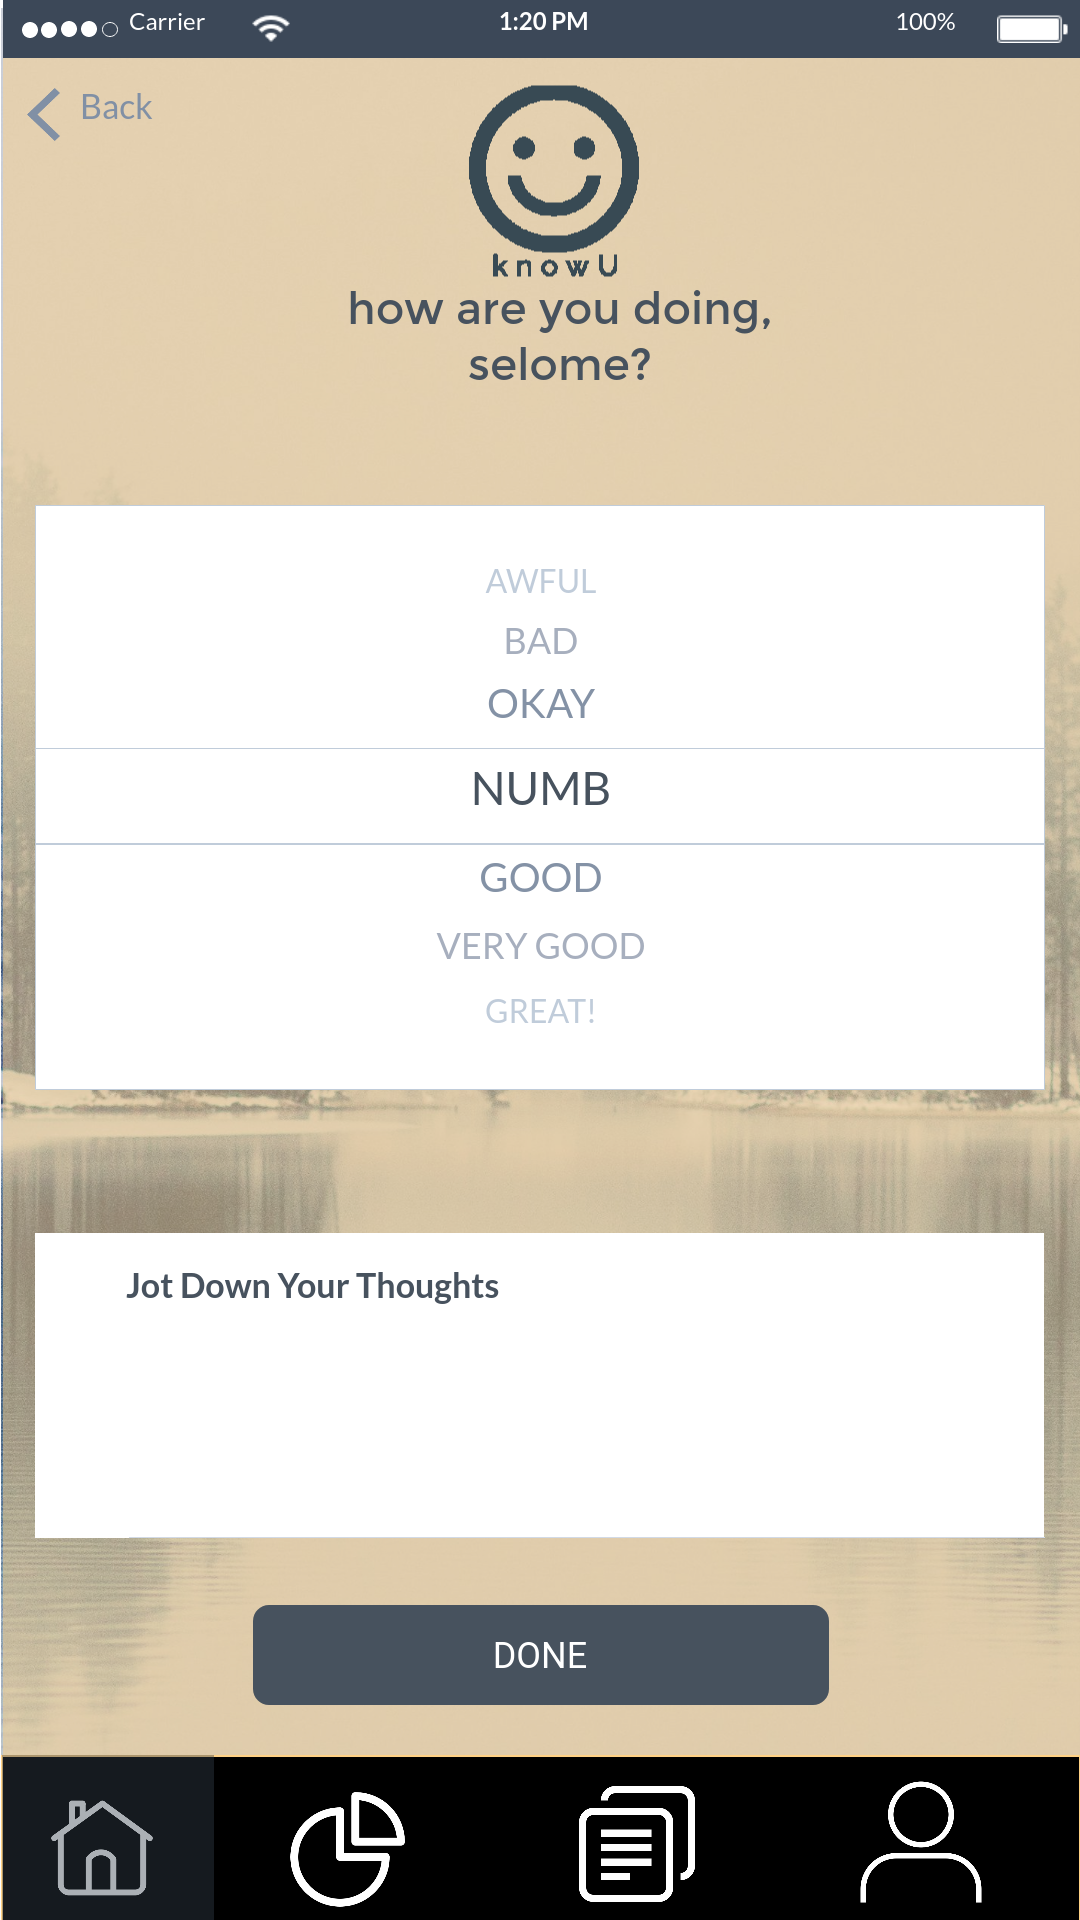 Carrier 1:20 PM 100%
Back
knowU
how are you doing,
selome?
AWFUL
BAD
OKAY
NUMB
GOOD
VERY GOOD
GREAT!
Jot Down Your Thoughts
DONE